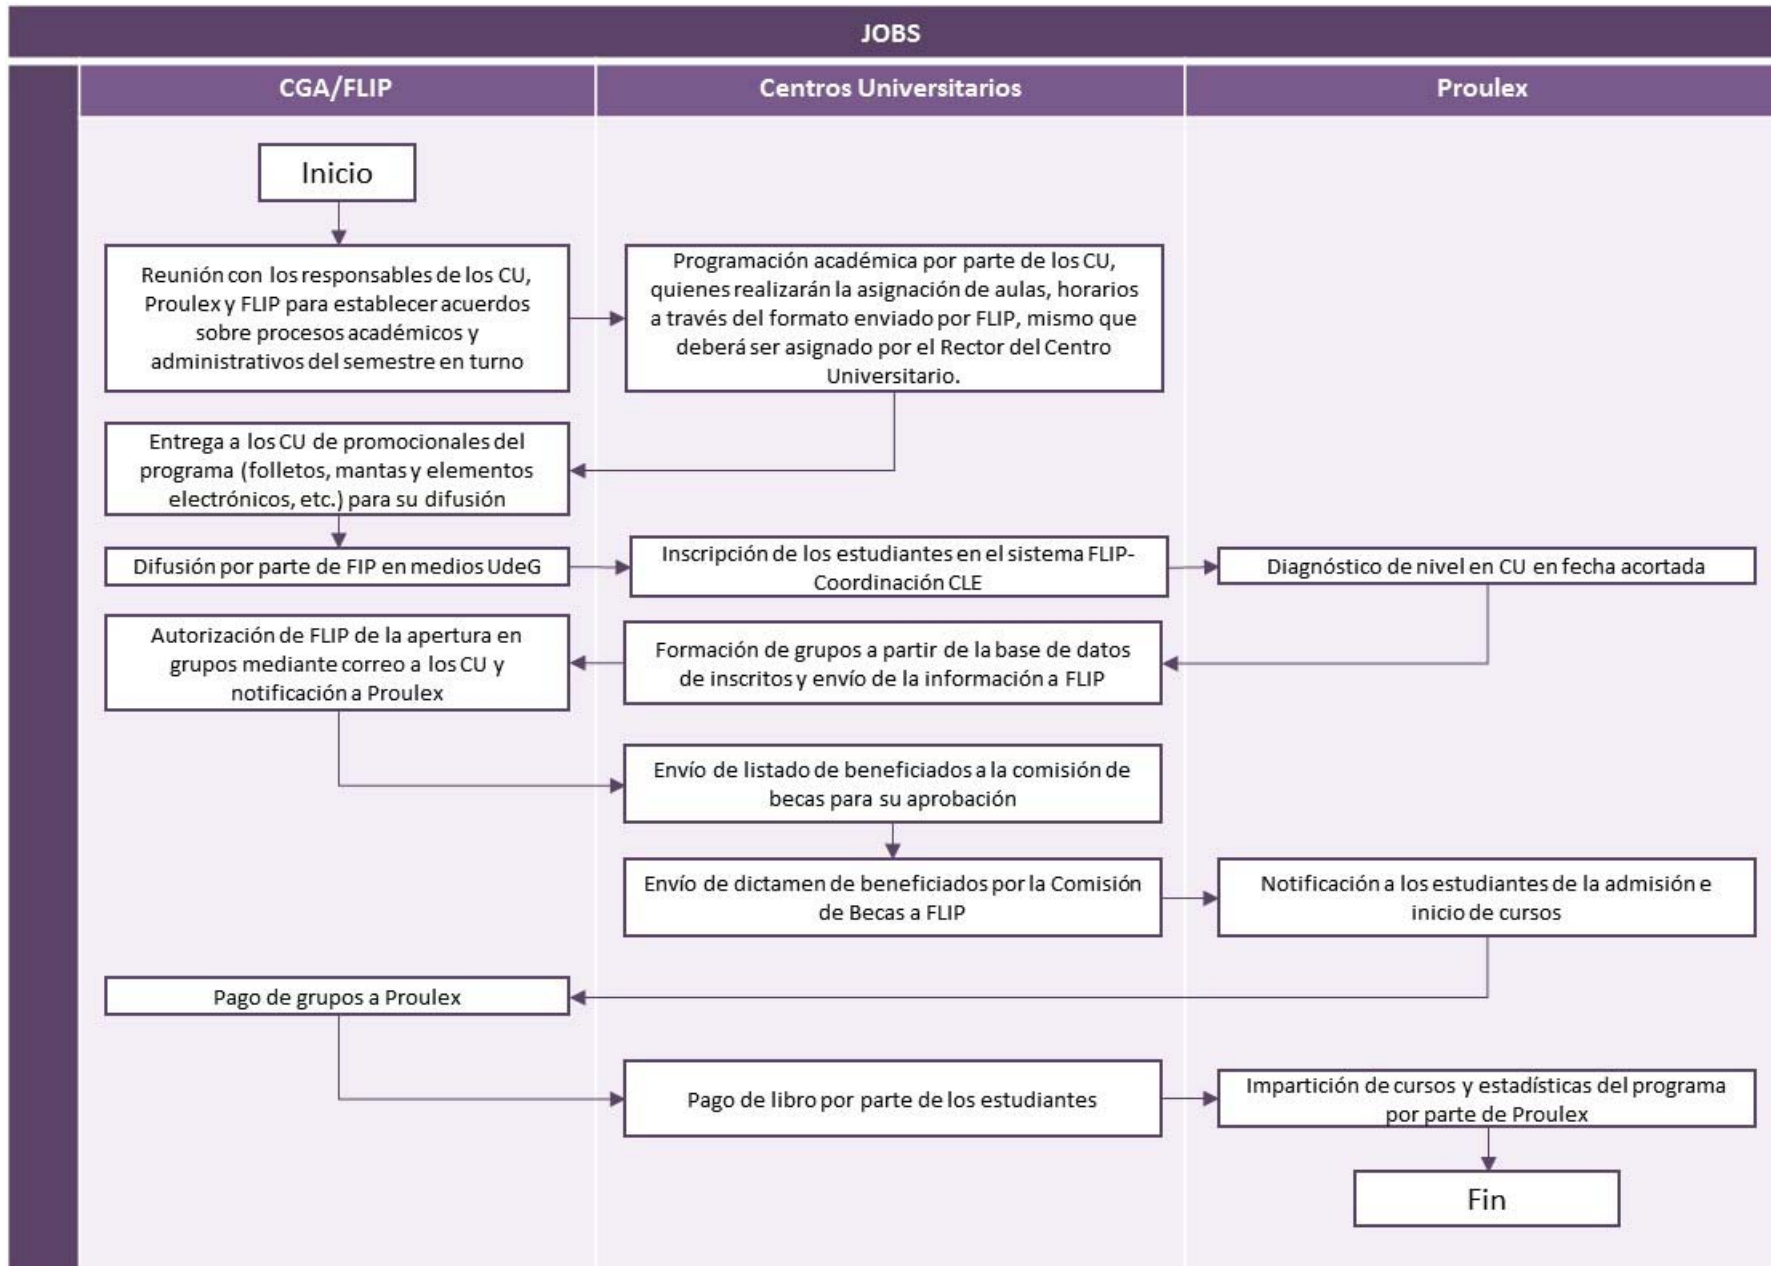 JOBS
CGA/FLIP
Centros Universitarios
Proulex
Inicio
Reunión con los responsables de los CU,
Proulex y FLIP para establecer acuerdos
sobre procesos académicos y
administrativos del semestre en turno
Programación académica por parte de los CU,
quienes realizarán la asignación de aulas, horarios
a través del formato enviado por FLIP, mismo que
deberá ser asignado por el Rector del Centro
Universitario.
Entrega a los CU de promocionales del
programa (folletos, mantas y elementos
electrónicos, etc.) para su difusión
Difusión por parte de FIP en medios UdeG
Inscripción de los estudiantes en el sistema FLIP-
Coordinación CLE
Diagnóstico de nivel en CU en fecha acortada
Autorización de FLIP de la apertura en
grupos mediante correo a los CU y
notificación a Proulex
Formación de grupos a partir de la base de datos
de inscritos y envío de la información a FLIP
Envío de listado de beneficiados a la comisión de
becas para su aprobación
Envío de dictamen de beneficiados por la Comisión
de Becas a FLIP
Notificación a los estudiantes de la admisión e
inicio de cursos
Pago de grupos a Proulex
Pago de libro por parte de los estudiantes
Impartición de cursos y estadísticas del programa
por parte de Proulex
Fin